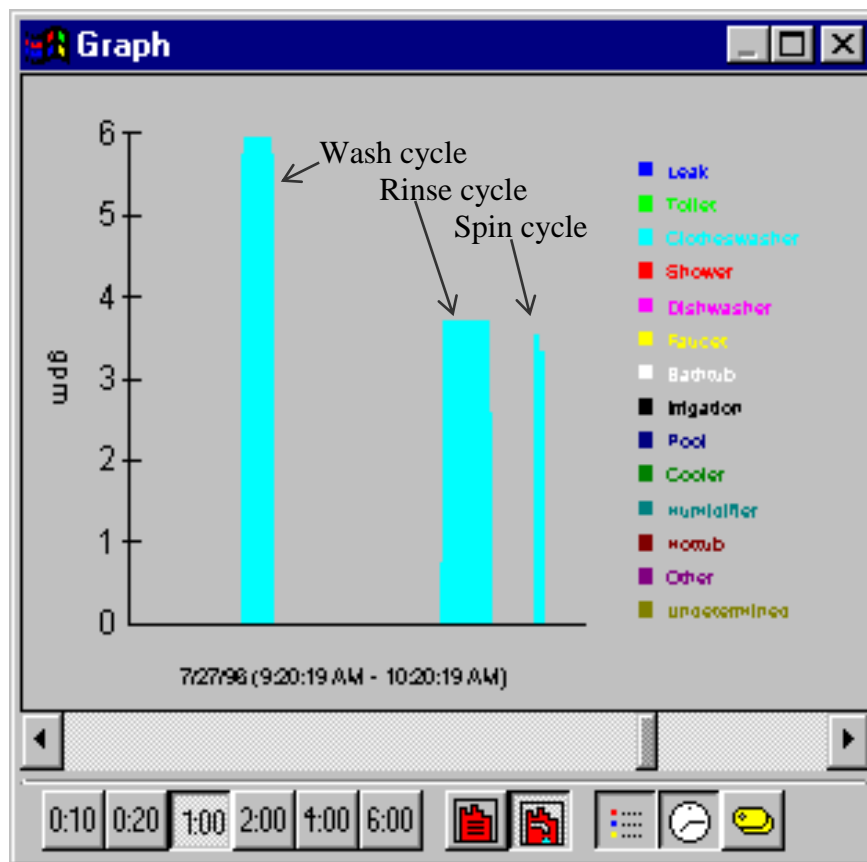 Graph
6
5
4
3
2
1
0
gpm
Wash cycle
Rinse cycle
Spin cycle
Leak
Toilet
Clotheswasher
Shower
Dishwasher
Faucet
Bathtub
Irrigation
Pool
Cooler
Humidifier
Hottub
Other
Undetermined
7/27/96 (9:20:19 AM - 10:20:19 AM)
0:10 0:20 1:00 2:00 4:00 6:00